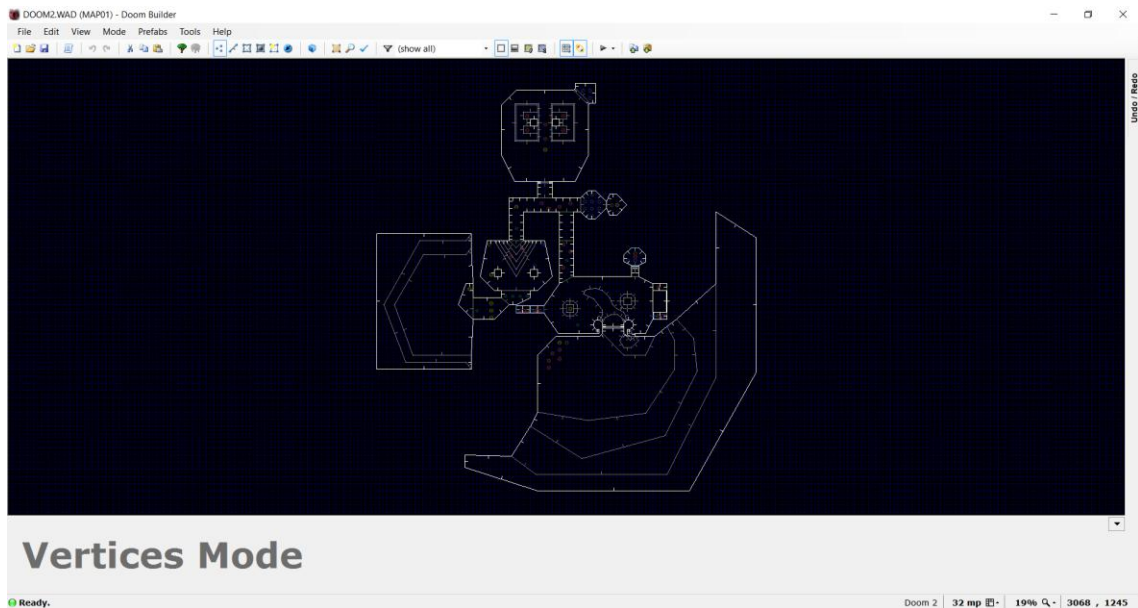 DOOM2.WAD (MAP01) - Doom Builder
File Edit View Mode Prefabs Tools Help
(show all)
Undo / Redo
Vertices Mode
Ready.
Doom 2 32 mp 19% 3068 , 1245